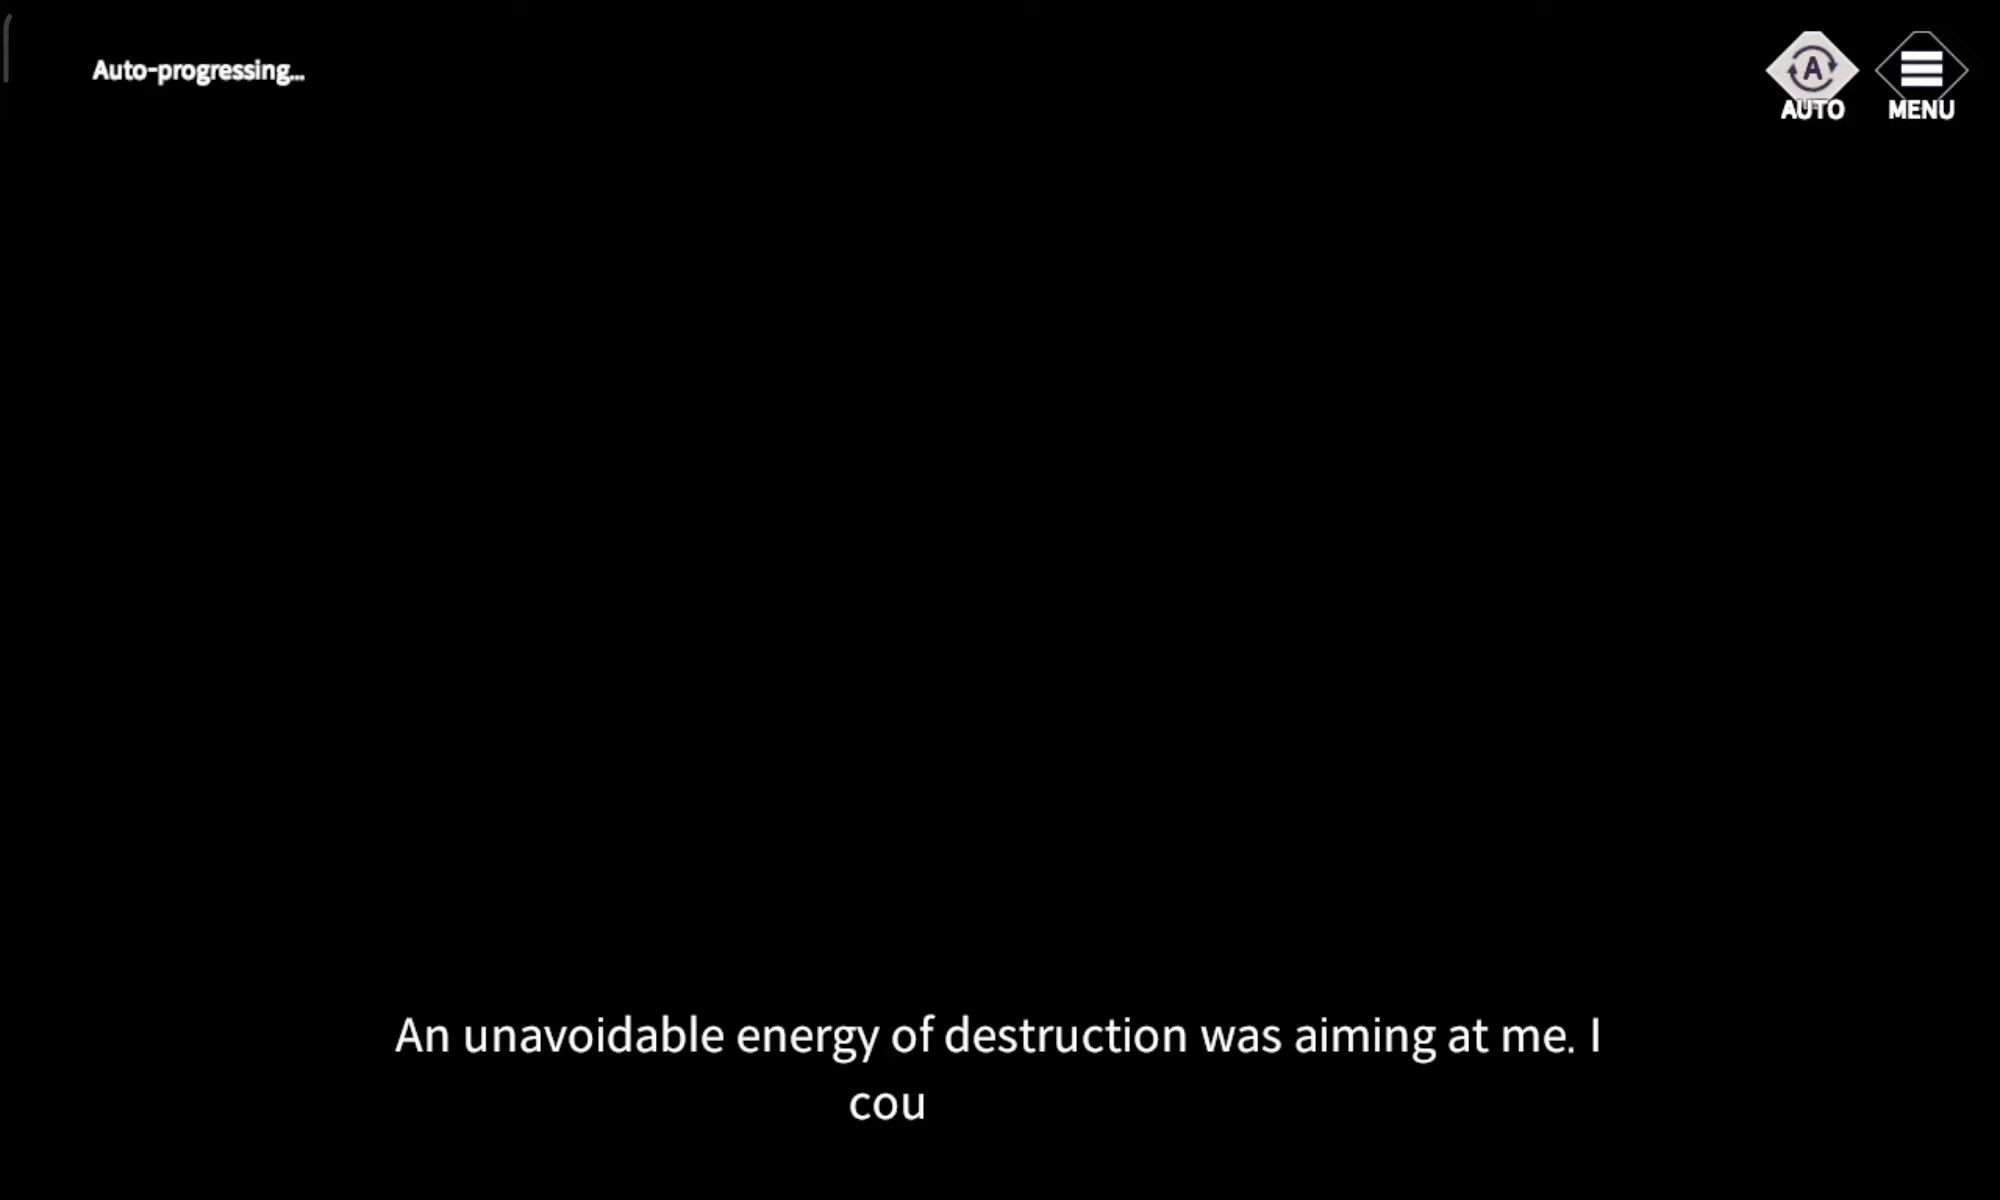 Auto-progressing...
A
AUTO
MENU
An unavoidable energy of destruction was aiming at me. I
cou